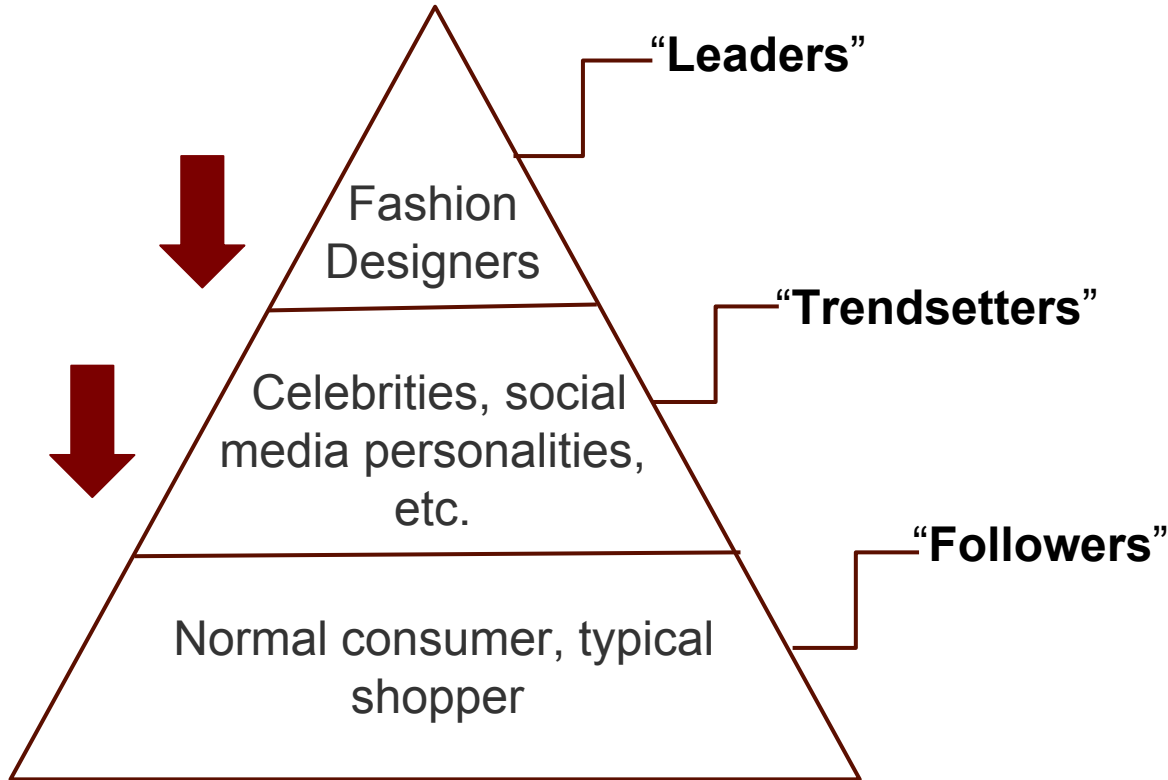 “Leaders”
Fashion
Designers
“Trendsetters”
Celebrities, social
media personalities,
etc.
“Followers”
Normal consumer, typical
shopper